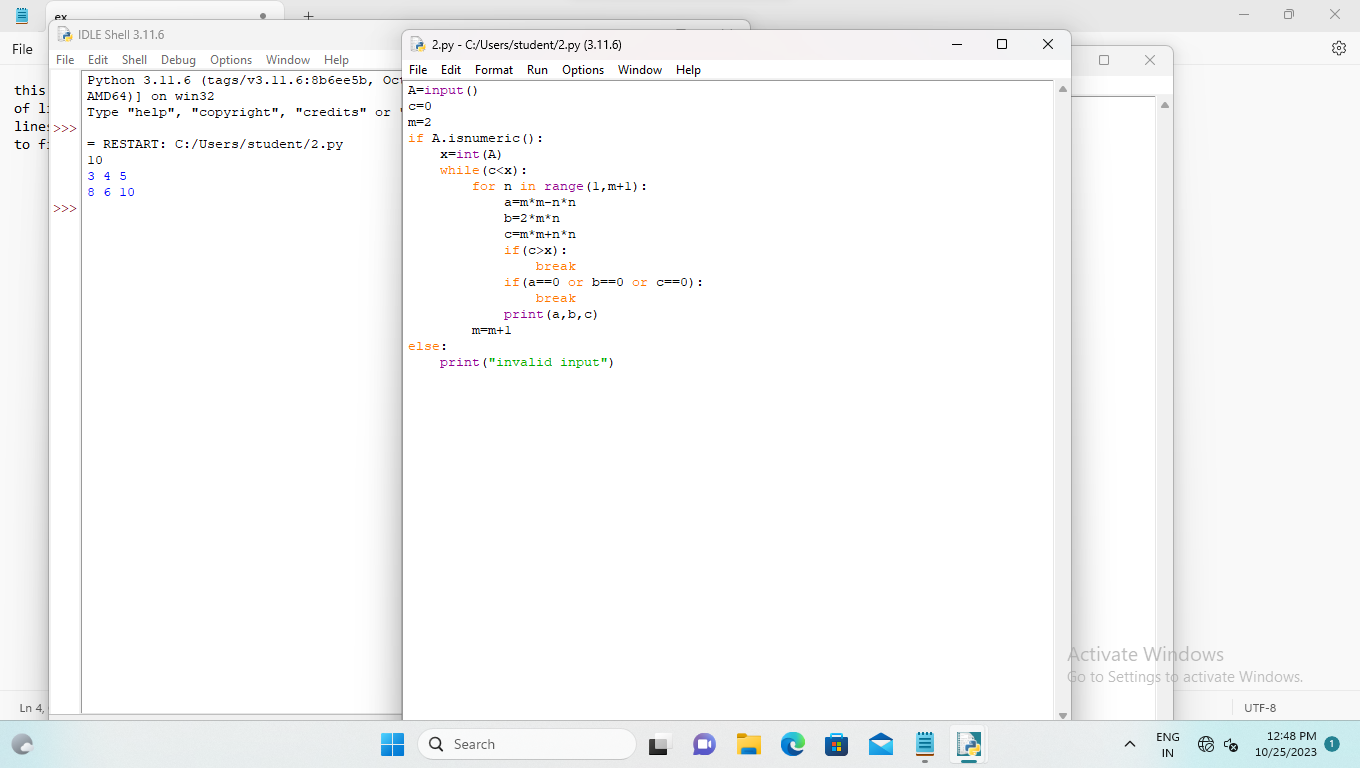 ex
File
this
of
to
Ln 4,
UTF-8
IDLE Shell 3.11.6
File Edit Shell Debug Options Window Help
Python 3.11.6 (tags/v3.11.6:8b6ee5b,
AMD64)] on win32
Type "help", "copyright", "credits" or
>>>
= RESTART: C:/Users/student/2.py
10
3 4 5
8 6 10
>>>
2.py - C:/Users/student/2.py (3.11.6)
File Edit Format Run Options Window Help
A=input()
c=0
m=2
if A.isnumeric():
    x=int(A)
    while(c<x):
        for n in range(1,m+1):
            a=m*m-n*n
            b=2*m*n
            c=m*m+n*n
            if(c>x):
                break
            if(a==0 or b==0 or c==0):
                break
            print(a,b,c)
        m=m+1
else:
    print("invalid input")
Activate Windows
Go to Settings to activate Windows.
Search
ENG
IN
12:48 PM
10/25/2023
1